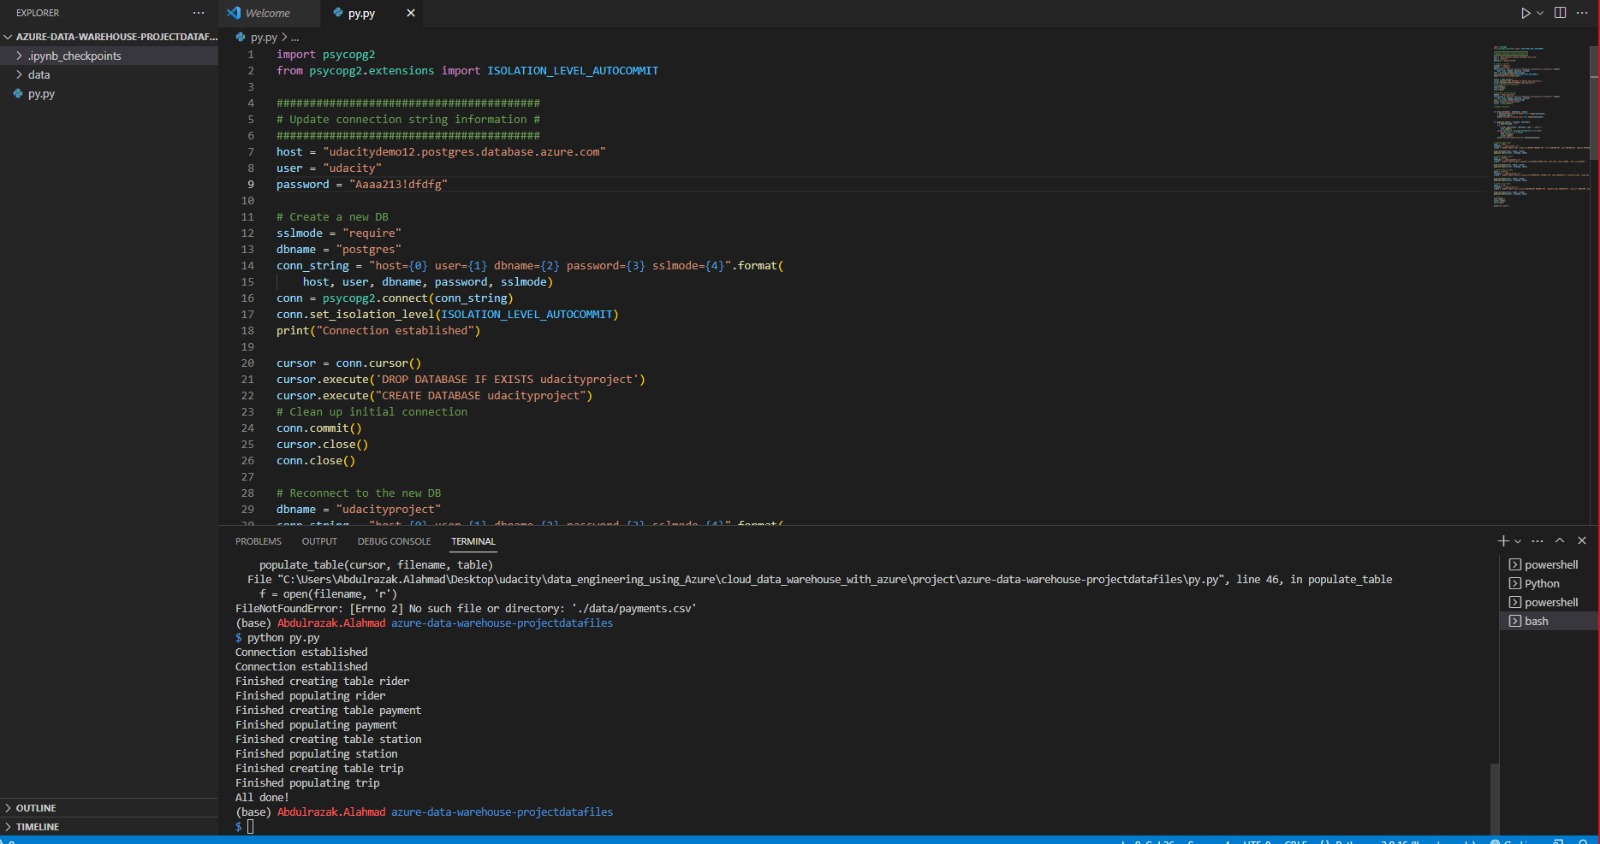 EXPLORER
AZURE-DATA-WAREHOUSE-PROJECTDATAF...
.ipynb_checkpoints
data
py.py
OUTLINE
TIMELINE
Welcome
py.py
py.py > ...
1 import psycopg2
2 from psycopg2.extensions import ISOLATION_LEVEL_AUTOCOMMIT
3
4 ########################################
5 # Update connection string information #
6 ########################################
7 host = "udacitydemo12.postgres.database.azure.com"
8 user = "udacity"
9 password = "Aaaa213!dfdfg"
10
11 # Create a new DB
12 sslmode = "require"
13 dbname = "postgres"
14 conn_string = "host={0} user={1} dbname={2} password={3} sslmode={4}".format(
15 host, user, dbname, password, sslmode)
16 conn = psycopg2.connect(conn_string)
17 conn.set_isolation_level(ISOLATION_LEVEL_AUTOCOMMIT)
18 print("Connection established")
19
20 cursor = conn.cursor()
21 cursor.execute('DROP DATABASE IF EXISTS udacityproject')
22 cursor.execute("CREATE DATABASE udacityproject")
23 # Clean up initial connection
24 conn.commit()
25 cursor.close()
26 conn.close()
27
28 # Reconnect to the new DB
29 dbname = "udacityproject"
30 conn_string = "host={0} user={1} dbname={2} password={3} sslmode={4}".format(
PROBLEMS OUTPUT DEBUG CONSOLE TERMINAL
populate_table(cursor, filename, table)
File "C:\Users\Abdulrazak.Alahmad\Desktop\udacity\data_engineering_using_Azure\cloud_data_warehouse_with_azure\project\azure-data-warehouse-projectdatafiles\py.py", line 46, in populate_table
f = open(filename, 'r')
FileNotFoundError: [Errno 2] No such file or directory: './data/payments.csv'
(base) Abdulrazak.Alahmad azure-data-warehouse-projectdatafiles
$ python py.py
Connection established
Connection established
Finished creating table rider
Finished populating rider
Finished creating table payment
Finished populating payment
Finished creating table station
Finished populating station
Finished creating table trip
Finished populating trip
All done!
(base) Abdulrazak.Alahmad azure-data-warehouse-projectdatafiles
$
powershell
Python
powershell
bash